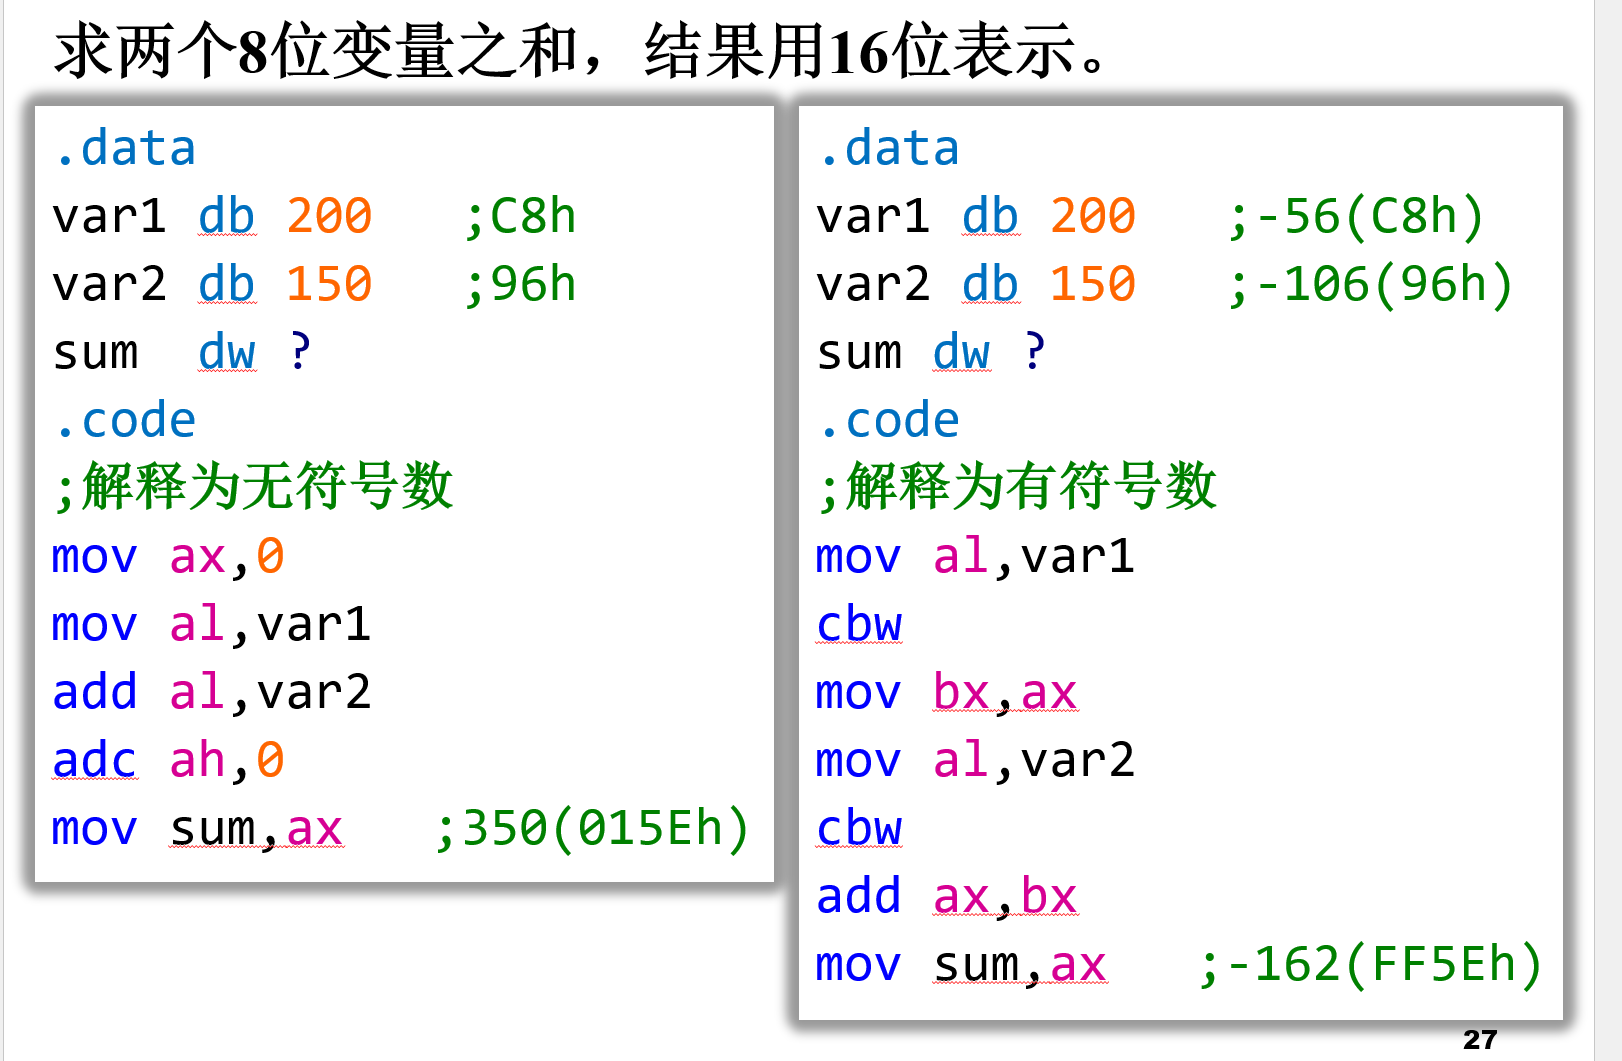 求两个8位变量之和，结果用16位表示。
.data
var1 db 200   ;C8h
var2 db 150   ;96h
sum  dw ?
.code
;解释为无符号数
mov ax,0
mov al,var1
add al,var2
adc ah,0
mov sum,ax   ;350(015Eh)
.data
var1 db 200   ;-56(C8h)
var2 db 150   ;-106(96h)
sum dw ?
.code
;解释为有符号数
mov al,var1
cbw
mov bx,ax
mov al,var2
cbw
add ax,bx
mov sum,ax   ;-162(FF5Eh)
27